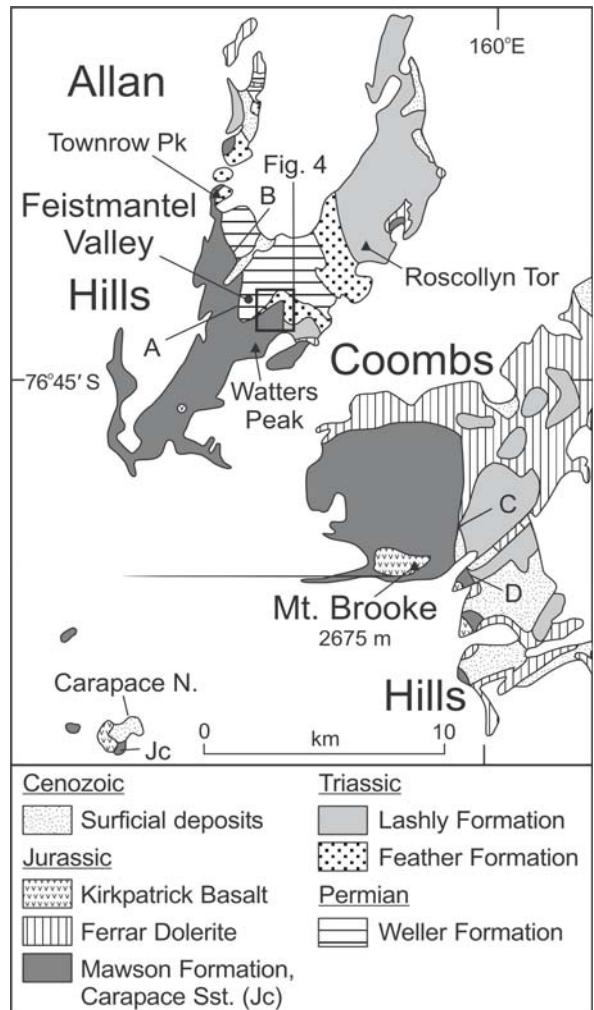 160°E
Allan
Townrow Pk
Fig. 4
Feistmantel
B
Valley
Hills
Roscollyn Tor
A
Coombs
Watters
Peak
76°45' S
C
D
Mt. Brooke
2675 m
Carapace N.
Hills
0
10
km
Jc
Cenozoic
Surficial deposits
Jurassic
Kirkpatrick Basalt
Ferrar Dolerite
Mawson Formation,
Carapace Sst. (Jc)
Triassic
Lashly Formation
Feather Formation
Permian
Weller Formation